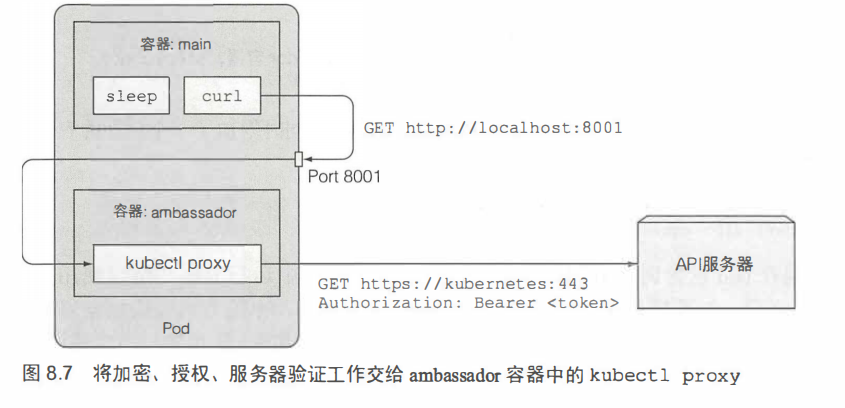 容器: main
sleep
curl
GET http://localhost:8001
Port 8001
容器: ambassador
kubectl proxy
API服务器
GET https://kubernetes:443
Authorization: Bearer <token>
Pod
图 8.7 将加密、授权、服务器验证工作交给 ambassador 容器中的 kubectl proxy